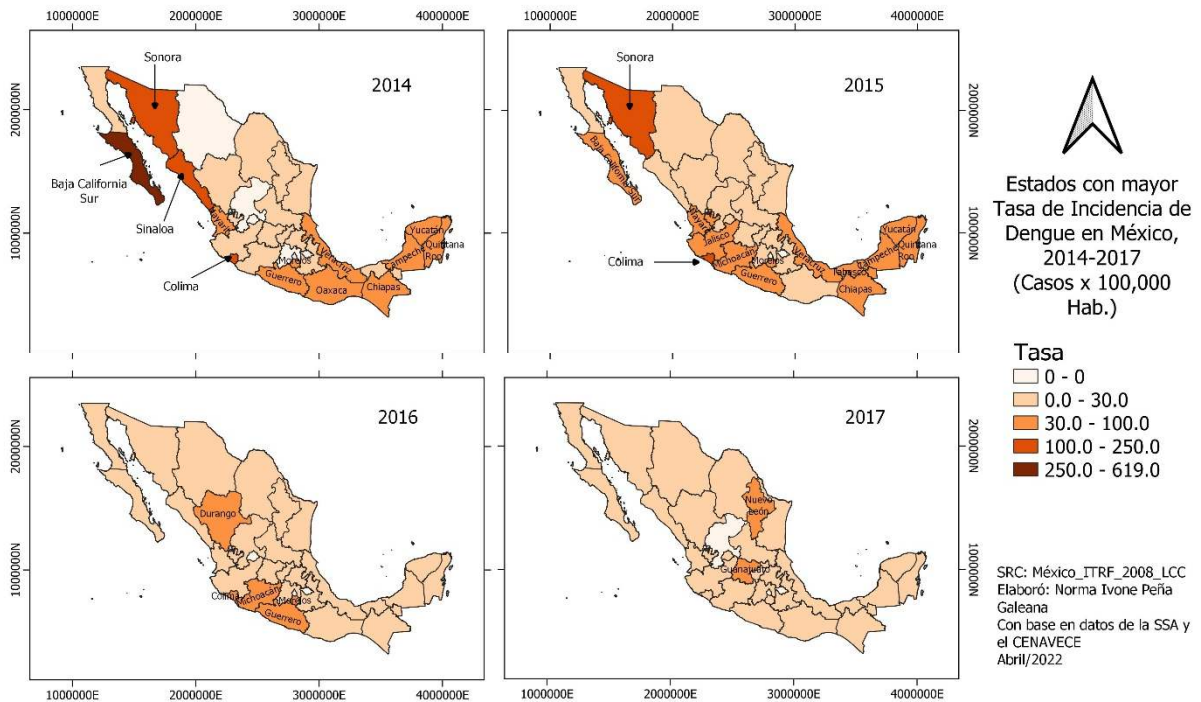 1000000E 2000000E 3000000E 4000000E
1000000E 2000000E 3000000E 4000000E
2000000N
1000000N
2014
Sonora
Baja California
Sur
Sinaloa
Nayarit
Colima
Morelos
Guerrero
Oaxaca
Veracruz
Chiapas
Campeche
Yucatán
Quintana
Roo
2015
Sonora
Baja California Sur
Nayarit
Jalisco
Colima
Michoacán
Morelos
Guerrero
Veracruz
Tabasco
Chiapas
Campeche
Yucatán
Quintana
Roo
2000000N
1000000N
2000000N
1000000N
2016
Durango
Colima
Michoacán
Morelos
Guerrero
2017
Nuevo
León
Guanajuato
2000000N
1000000N
1000000E 2000000E 3000000E 4000000E
1000000E 2000000E 3000000E 4000000E
Estados con mayor
Tasa de Incidencia de
Dengue en México,
2014-2017
(Casos x 100,000
Hab.)
Tasa
0 - 0
0.0 - 30.0
30.0 - 100.0
100.0 - 250.0
250.0 - 619.0
SRC: México_ITRF_2008_LCC
Elaboró: Norma Ivone Peña
Galeana
Con base en datos de la SSA y
el CENAVECE
Abril/2022